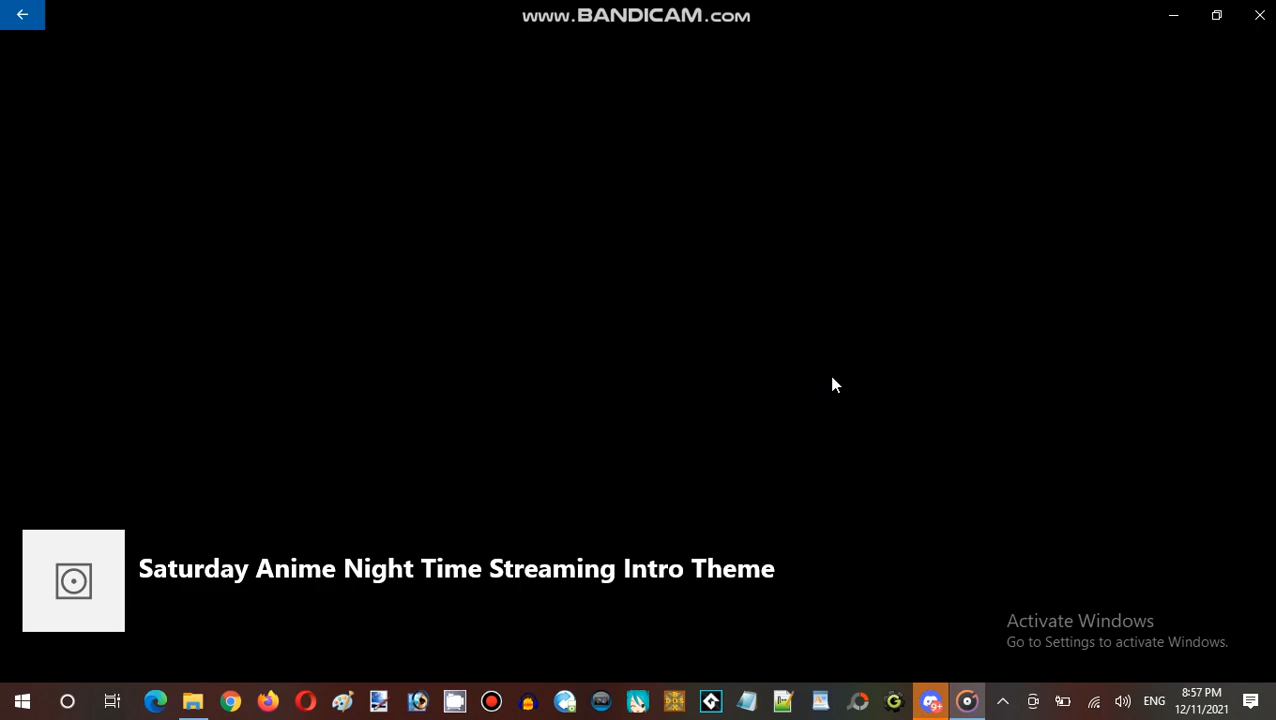 www.BANDICAM.com
Saturday Anime Night Time Streaming Intro Theme
Activate Windows
Go to Settings to activate Windows.
9+
ENG
8:57 PM
12/11/2021